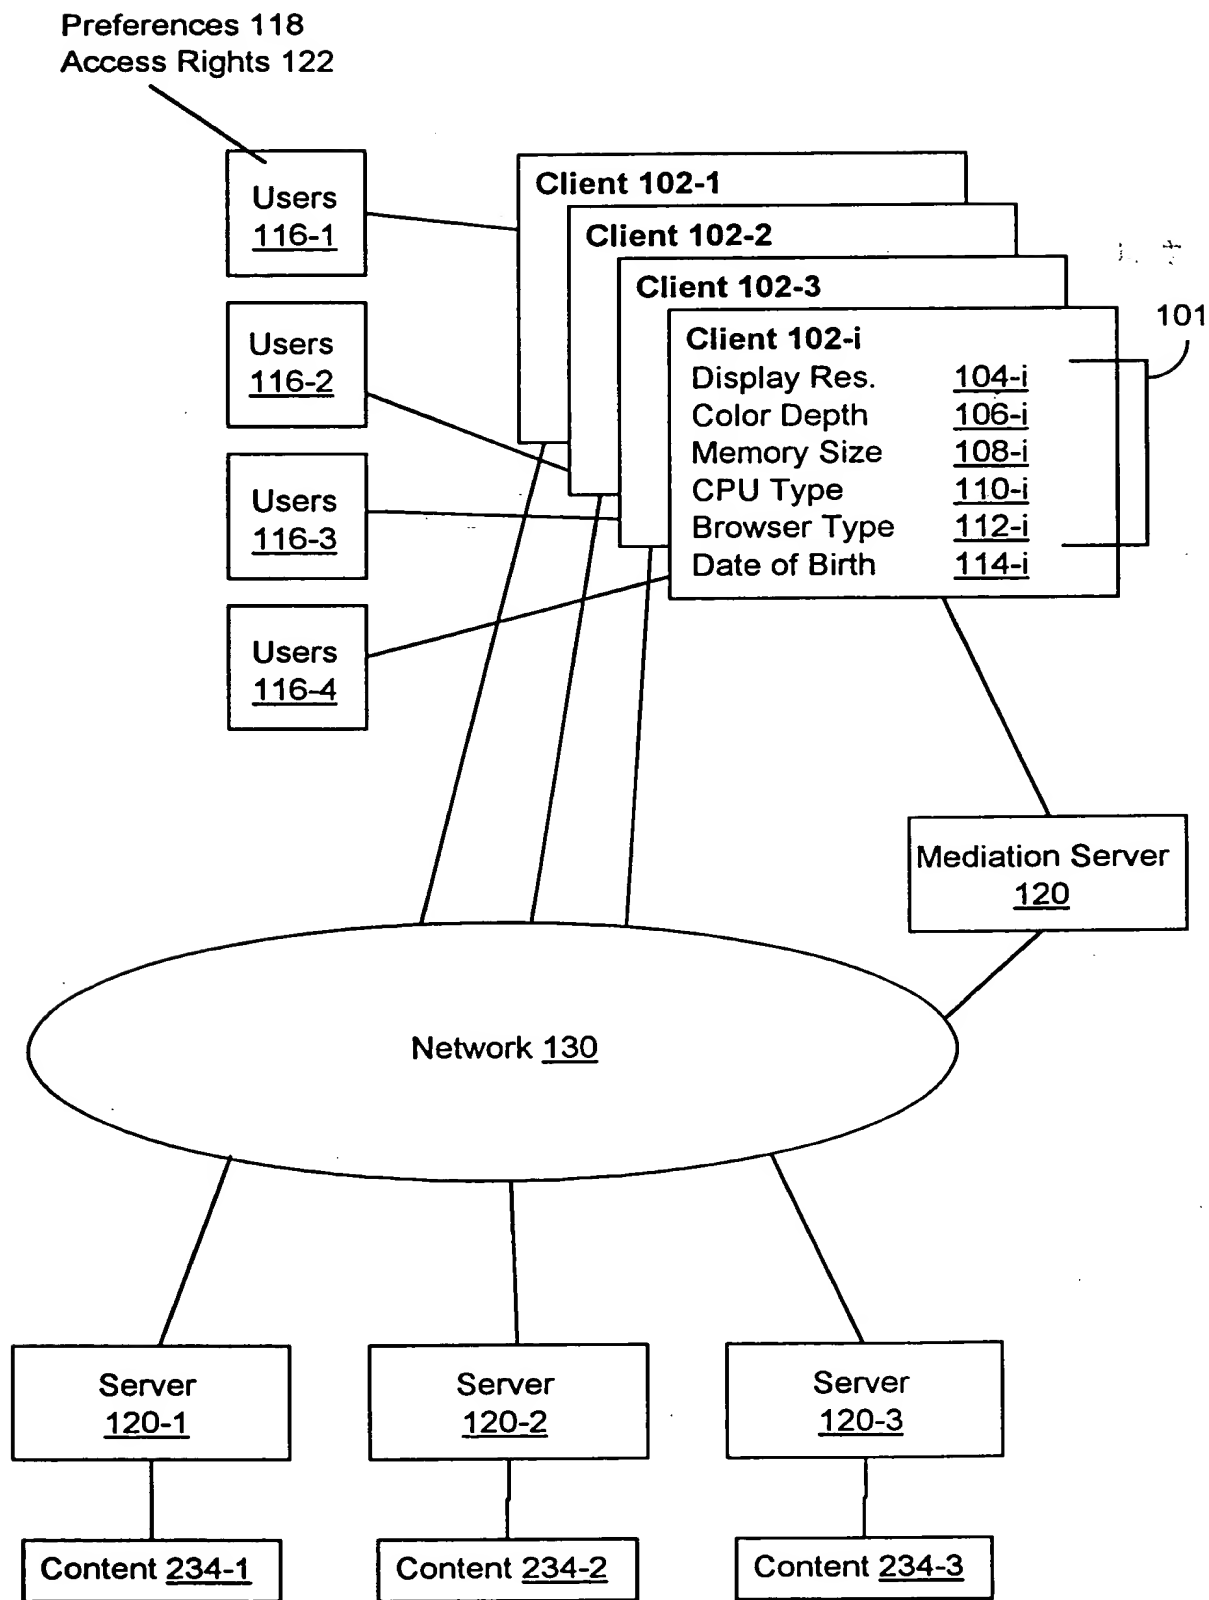 Preferences 118
Access Rights 122
Users
116-1
Users
116-2
Users
116-3
Users
116-4
Client 102-1
Client 102-2
Client 102-3
Client 102-i
Display Res. 104-i
Color Depth 106-i
Memory Size 108-i
CPU Type 110-i
Browser Type 112-i
Date of Birth 114-i
101
Mediation Server
120
Network 130
Server
120-1
Server
120-2
Server
120-3
Content 234-1
Content 234-2
Content 234-3